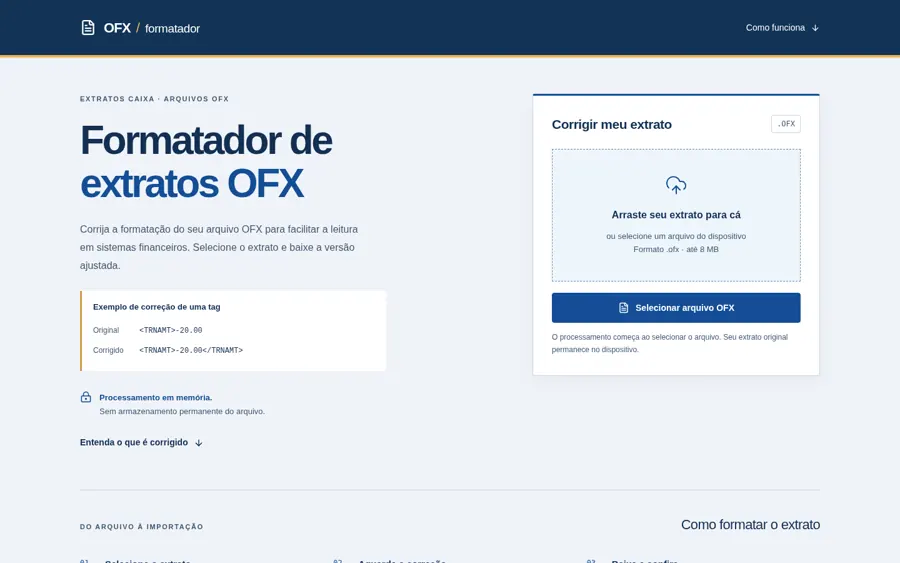 OFX / formatador
Como funciona
EXTRATOS CAIXA · ARQUIVOS OFX
Formatador de
extratos OFX
Corrija a formatação do seu arquivo OFX para facilitar a leitura
em sistemas financeiros. Selecione o extrato e baixe a versão
ajustada.
Exemplo de correção de uma tag
Original <TRNAMT>-20.00
Corrigido <TRNAMT>-20.00</TRNAMT>
Processamento em memória.
Sem armazenamento permanente do arquivo.
Entenda o que é corrigido
Corrigir meu extrato
.OFX
Arraste seu extrato para cá
ou selecione um arquivo do dispositivo
Formato .ofx · até 8 MB
Selecionar arquivo OFX
O processamento começa ao selecionar o arquivo. Seu extrato original
permanece no dispositivo.
DO ARQUIVO À IMPORTAÇÃO
Como formatar o extrato